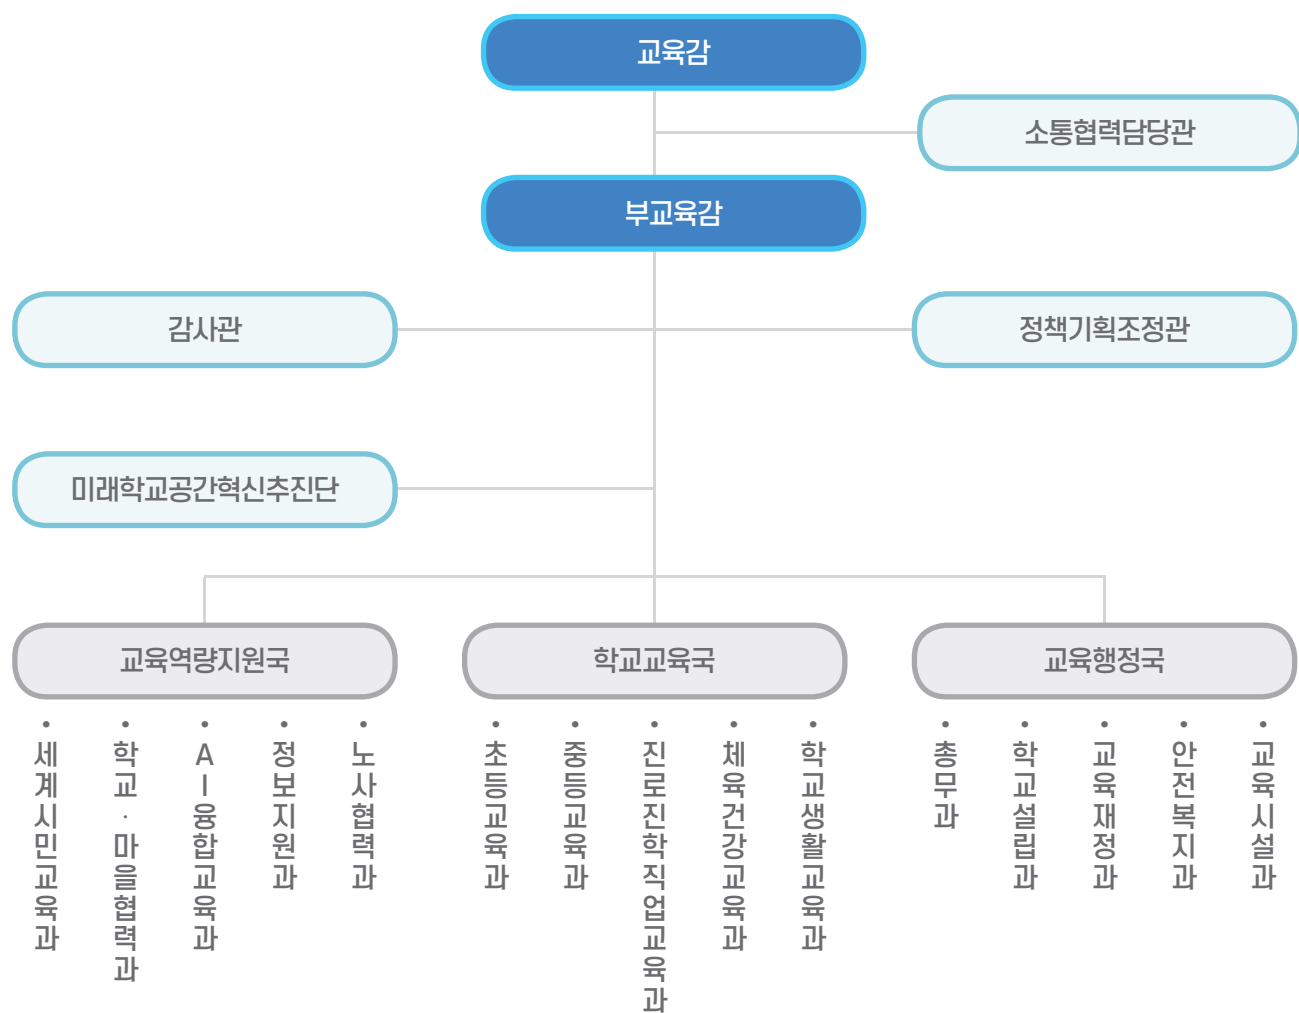 교육감
소통협력담당관
부교육감
감사관
정책기획조정관
미래학교공간혁신추진단
교육역량지원국
학교교육국
교육행정국
• 세계시민교육과
• 학교·마을협력과
• AI융합교육과
• 정보지원과
• 노사협력과
• 초등교육과
• 중등교육과
• 진로진학직업교육과
• 체육건강교육과
• 학교생활교육과
• 총무과
• 학교설립과
• 교육재정과
• 안전복지과
• 교육시설과